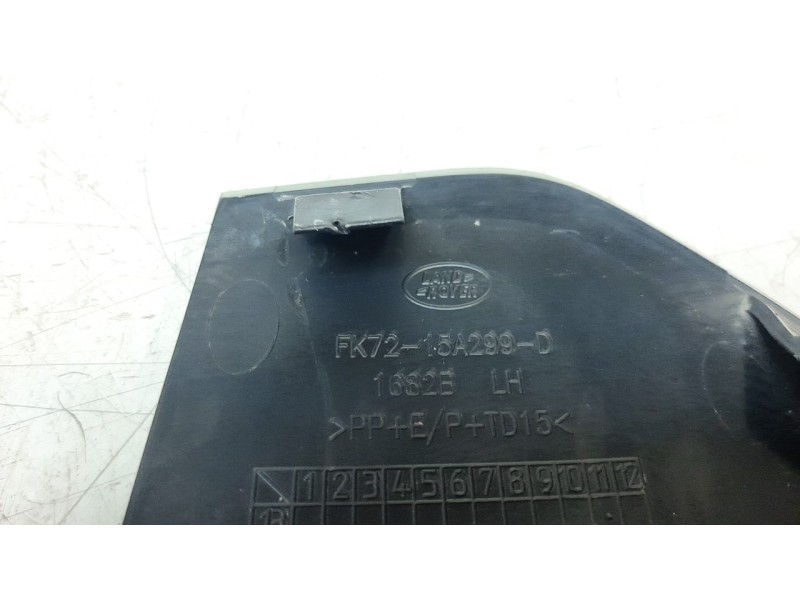 LAND
ROVER
FK72-15A299-D
1682B LH
>PP+E/P+TD15<
1 2 3 4 5 6 7 8 9 10 11 12
13